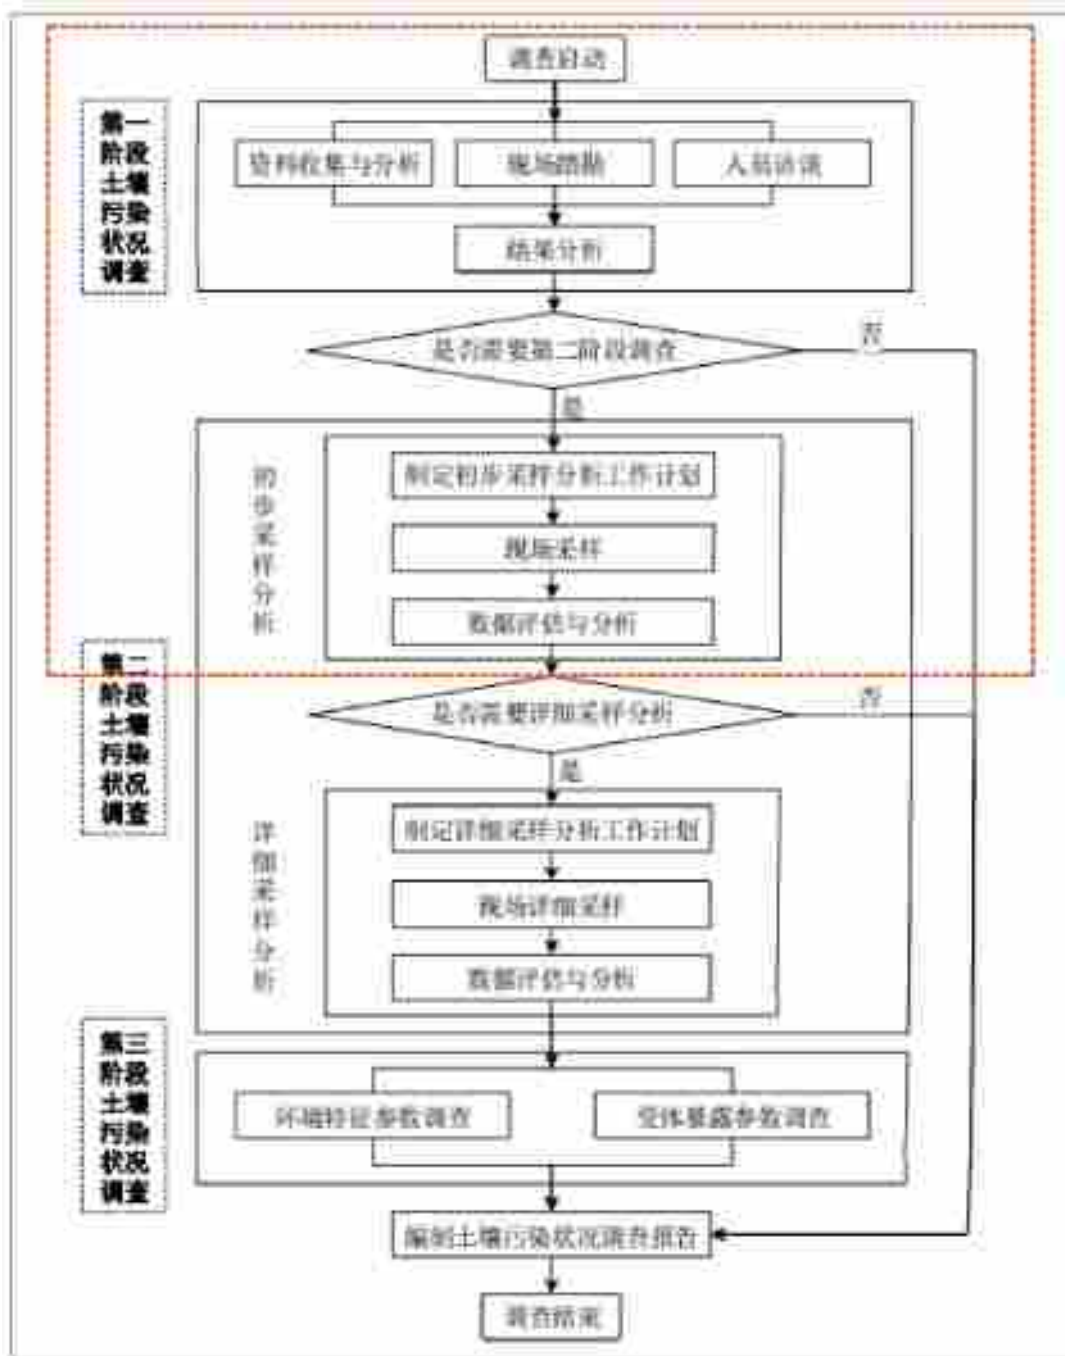 调查启动
第一
阶段
土壤
污染
状况
调查
资料收集与分析
现场踏勘
人员访谈
结果分析
是否需要第二阶段调查
否
是
初
步
采
样
分
析
制定初步采样分析工作计划
现场采样
数据评估与分析
第二
阶段
土壤
污染
状况
调查
是否需要详细采样分析
否
是
详
细
采
样
分
析
制定详细采样分析工作计划
现场详细采样
数据评估与分析
第三
阶段
土壤
污染
状况
调查
环境特征参数调查
受体暴露参数调查
编制土壤污染状况调查报告
调查结束